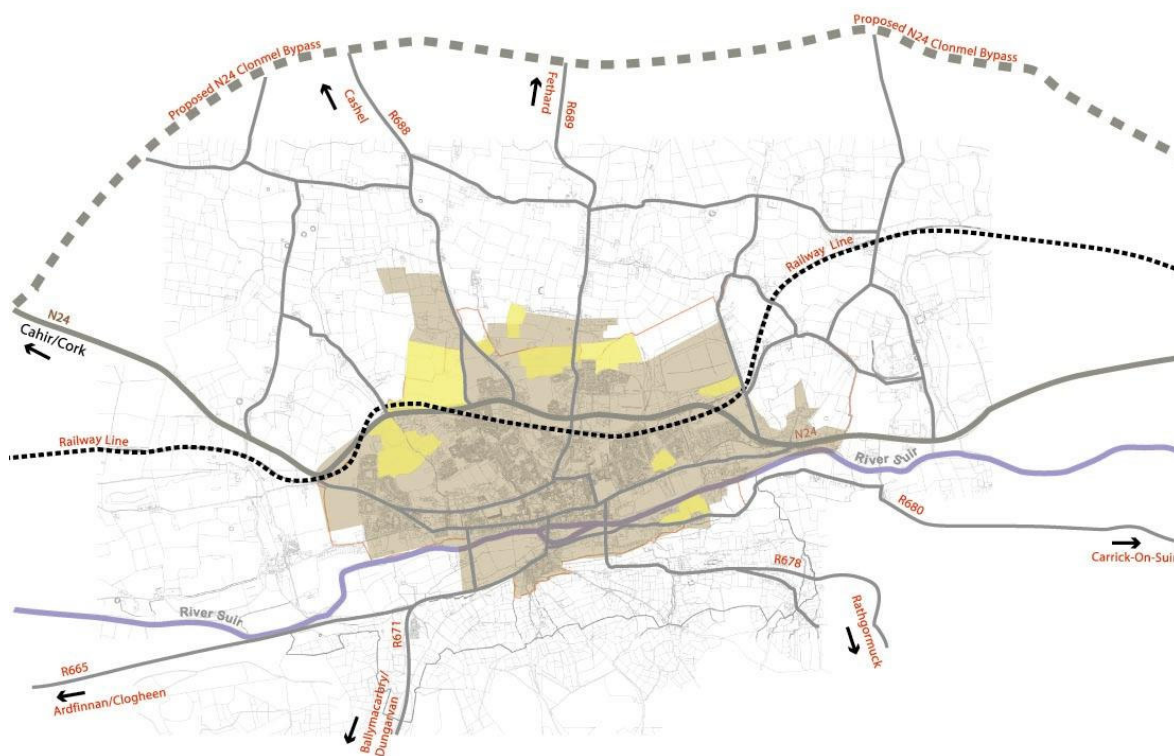 Proposed N24 Clonmel Bypass
Proposed N24 Clonmel Bypass
Cashel
R688
Fethard
R689
Railway Line
N24
Cahir/Cork
Railway Line
N24
River Suir
R680
Carrick-On-Suir
R678
Rathgormuck
River Suir
R671
R665
Ardfinnan/Clogheen
Ballymacarbry/
Dungarvan